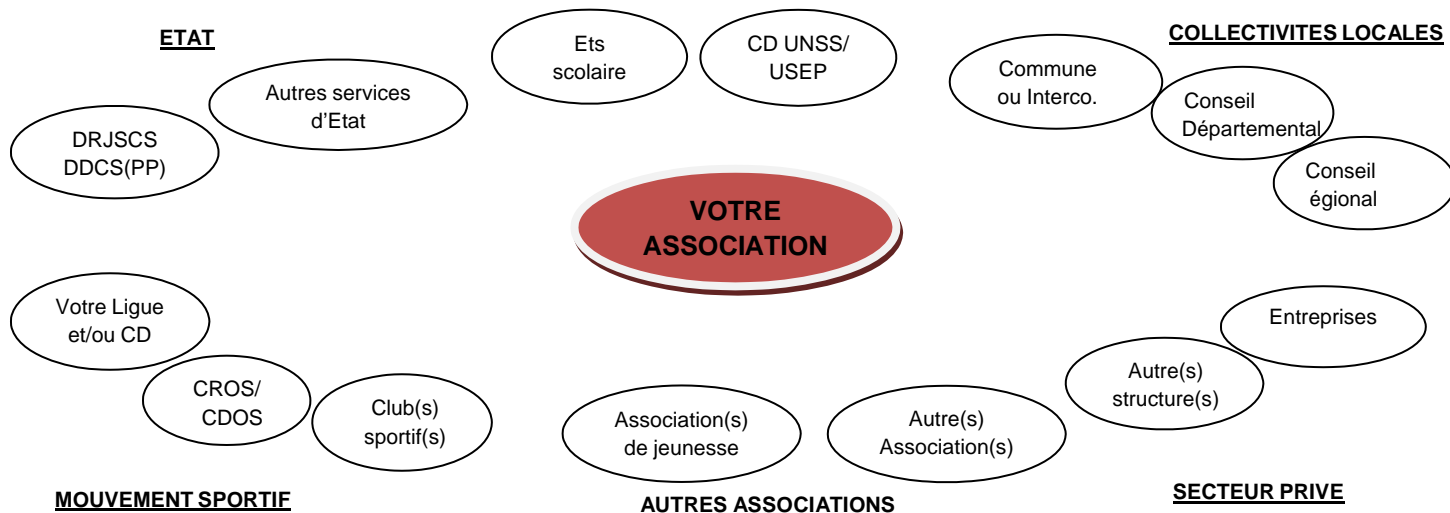 ETAT
Ets
scolaire
CD UNSS/
USEP
COLLECTIVITES LOCALES
Autres services
d'Etat
DRJSCS
DDCS(PP)
Commune
ou Interco.
Conseil
Départemental
Conseil
égional
VOTRE
ASSOCIATION
Votre Ligue
et/ou CD
CROS/
CDOS
Club(s)
sportif(s)
Association(s)
de jeunesse
Autre(s)
Association(s)
Autre(s)
structure(s)
Entreprises
MOUVEMENT SPORTIF
AUTRES ASSOCIATIONS
SECTEUR PRIVE